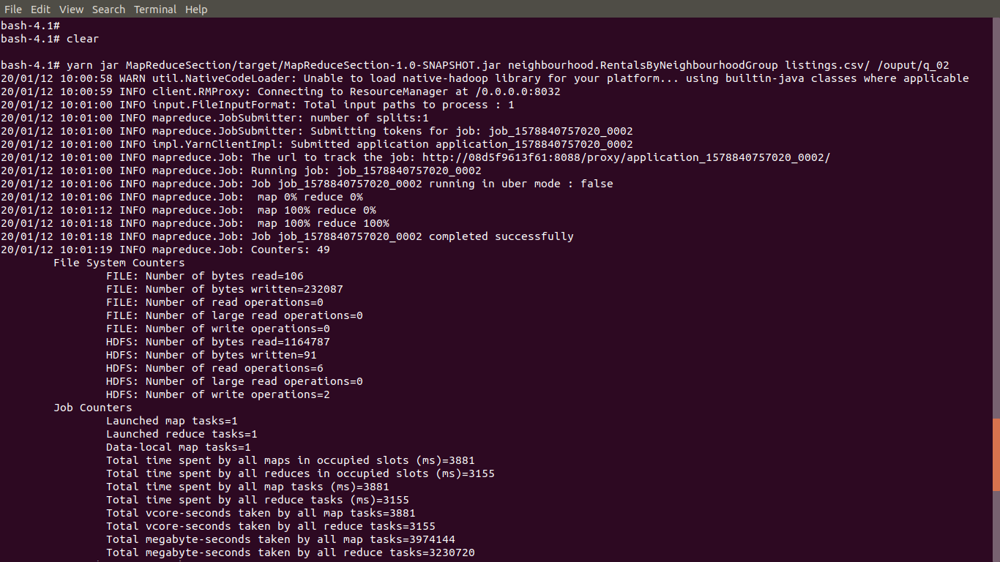 File Edit View Search Terminal Help
bash-4.1#
bash-4.1# clear
bash-4.1# yarn jar MapReduceSection/target/MapReduceSection-1.0-SNAPSHOT.jar neighbourhood.RentalsByNeighbourhoodGroup listings.csv/ /ouput/q_02
20/01/12 10:00:58 WARN util.NativeCodeLoader: Unable to load native-hadoop library for your platform... using builtin-java classes where applicable
20/01/12 10:00:59 INFO client.RMProxy: Connecting to ResourceManager at /0.0.0.0:8032
20/01/12 10:01:00 INFO input.FileInputFormat: Total input paths to process : 1
20/01/12 10:01:00 INFO mapreduce.JobSubmitter: number of splits:1
20/01/12 10:01:00 INFO mapreduce.JobSubmitter: Submitting tokens for job: job_1578840757020_0002
20/01/12 10:01:00 INFO impl.YarnClientImpl: Submitted application application_1578840757020_0002
20/01/12 10:01:00 INFO mapreduce.Job: The url to track the job: http://08d5f9613f61:8088/proxy/application_1578840757020_0002/
20/01/12 10:01:00 INFO mapreduce.Job: Running job: job_1578840757020_0002
20/01/12 10:01:06 INFO mapreduce.Job: Job job_1578840757020_0002 running in uber mode : false
20/01/12 10:01:06 INFO mapreduce.Job:  map 0% reduce 0%
20/01/12 10:01:12 INFO mapreduce.Job:  map 100% reduce 0%
20/01/12 10:01:18 INFO mapreduce.Job:  map 100% reduce 100%
20/01/12 10:01:18 INFO mapreduce.Job: Job job_1578840757020_0002 completed successfully
20/01/12 10:01:19 INFO mapreduce.Job: Counters: 49
File System Counters
FILE: Number of bytes read=106
FILE: Number of bytes written=232087
FILE: Number of read operations=0
FILE: Number of large read operations=0
FILE: Number of write operations=0
HDFS: Number of bytes read=1164787
HDFS: Number of bytes written=91
HDFS: Number of read operations=6
HDFS: Number of large read operations=0
HDFS: Number of write operations=2
Job Counters
Launched map tasks=1
Launched reduce tasks=1
Data-local map tasks=1
Total time spent by all maps in occupied slots (ms)=3881
Total time spent by all reduces in occupied slots (ms)=3155
Total time spent by all map tasks (ms)=3881
Total time spent by all reduce tasks (ms)=3155
Total vcore-seconds taken by all map tasks=3881
Total vcore-seconds taken by all reduce tasks=3155
Total megabyte-seconds taken by all map tasks=3974144
Total megabyte-seconds taken by all reduce tasks=3230720